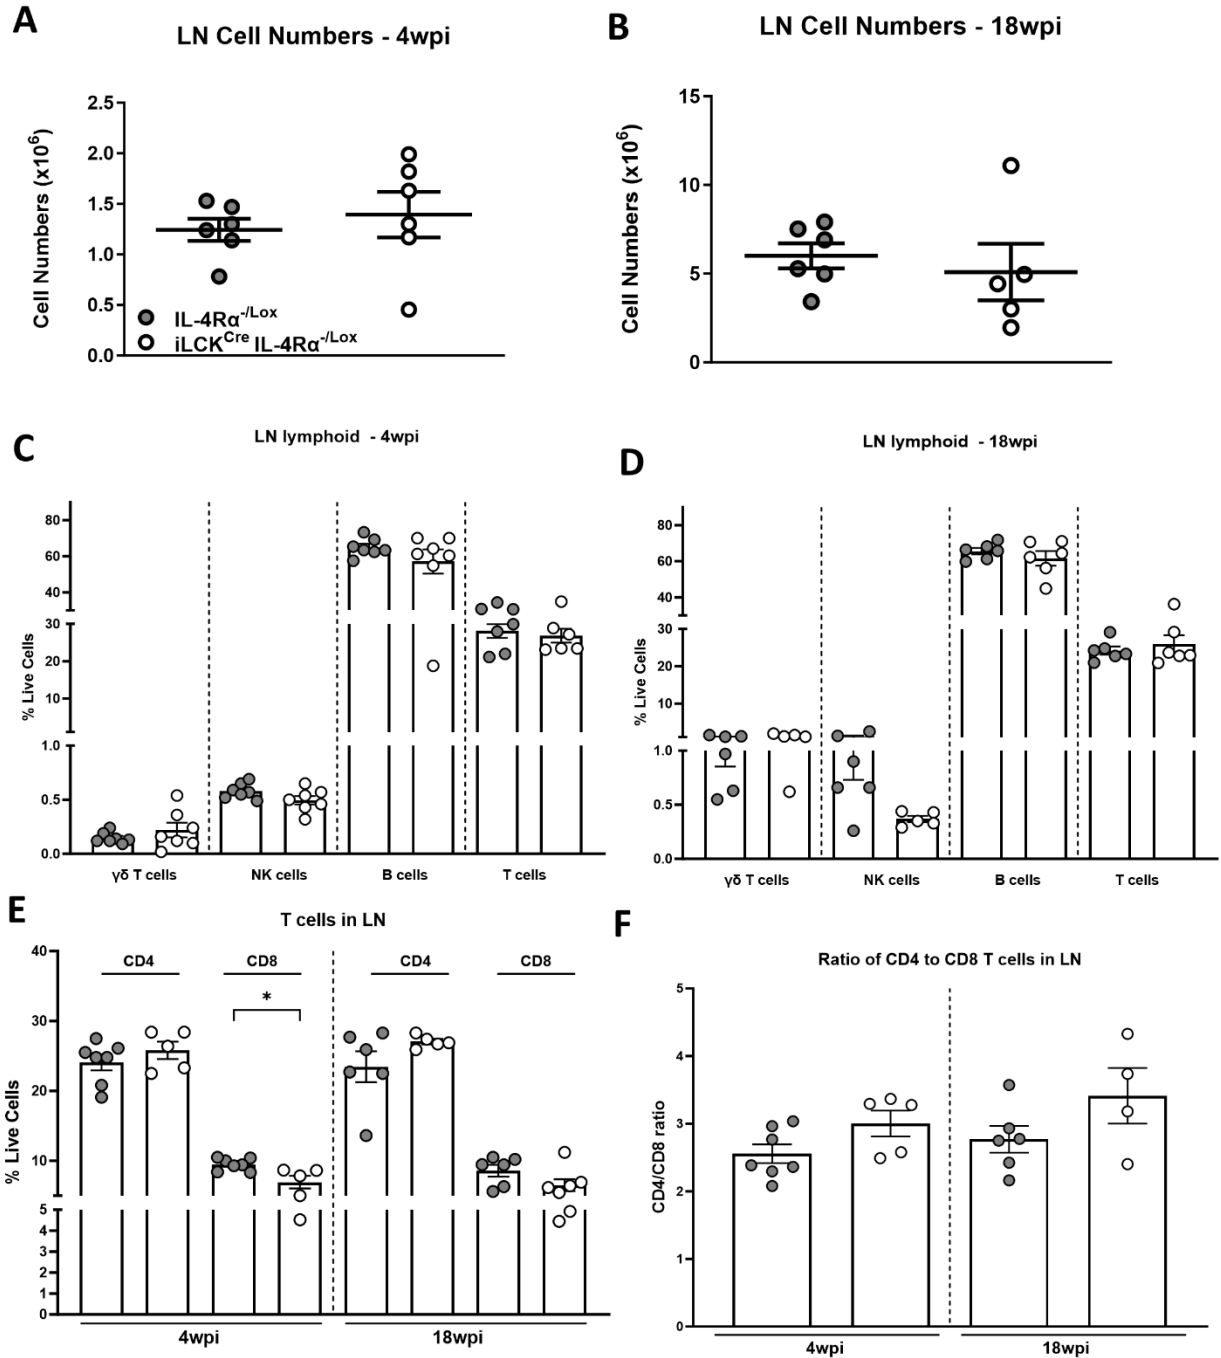 A
LN Cell Numbers - 4wpi
Cell Numbers (x10⁶)
2.5
2.0
1.5
1.0
0.5
0.0
IL-4Rα⁻/Lox
iLCKCre IL-4Rα⁻/Lox
B
LN Cell Numbers - 18wpi
Cell Numbers (x10⁶)
15
10
5
0
C
LN lymphoid - 4wpi
% Live Cells
80
60
40
30
20
10
1.0
0.5
0.0
γδ T cells
NK cells
B cells
T cells
D
LN lymphoid - 18wpi
% Live Cells
80
60
40
30
20
10
1.0
0.5
0.0
γδ T cells
NK cells
B cells
T cells
E
T cells in LN
% Live Cells
40
30
20
10
5
4
3
2
1
0
CD4
CD8
CD4
CD8
*
4wpi
18wpi
F
Ratio of CD4 to CD8 T cells in LN
CD4/CD8 ratio
5
4
3
2
1
0
4wpi
18wpi